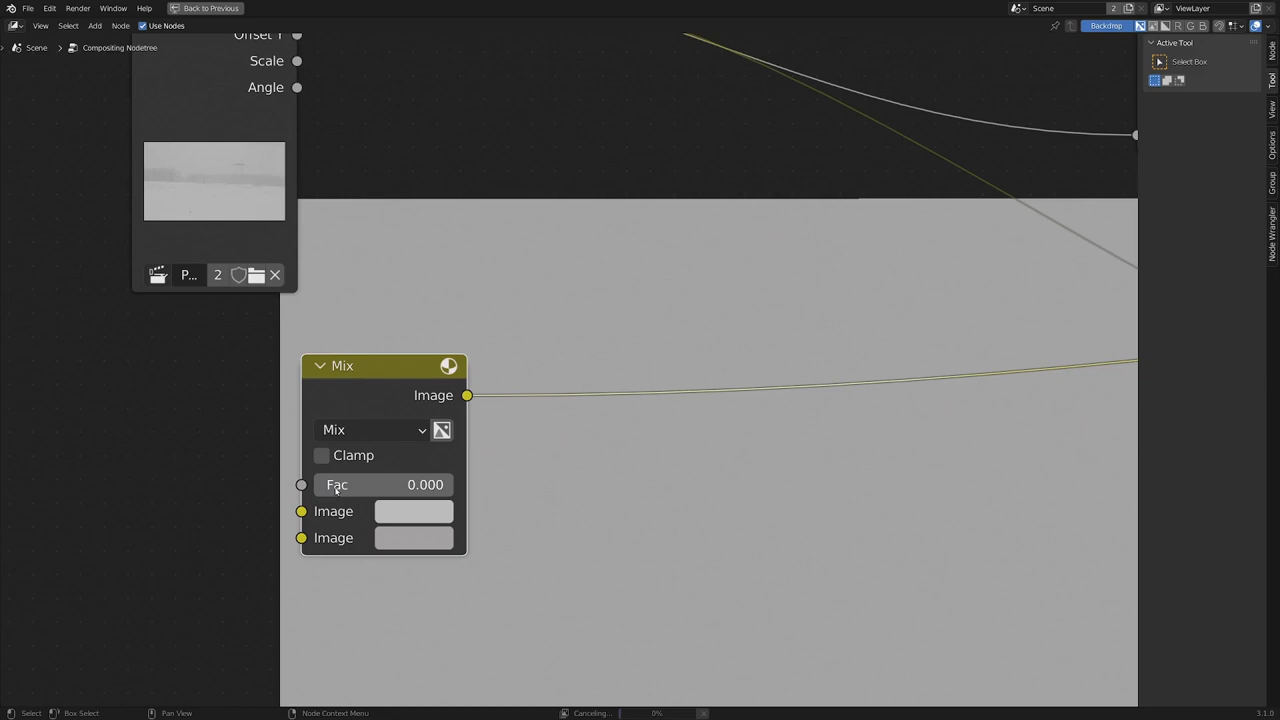 File Edit Render Window Help Back to Previous Scene 2 ViewLayer
View Select Add Node Use Nodes Backdrop R G B
Scene Compositing Nodetree
Offset Y
Scale
Angle
P... 2
Mix
Image
Mix
Clamp
Fac 0.000
Image
Image
Active Tool
Select Box
Node
Tool
View
Options
Group
Node Wrangler
Select Box Select Pan View Node Context Menu Canceling... 0% 3.1.0